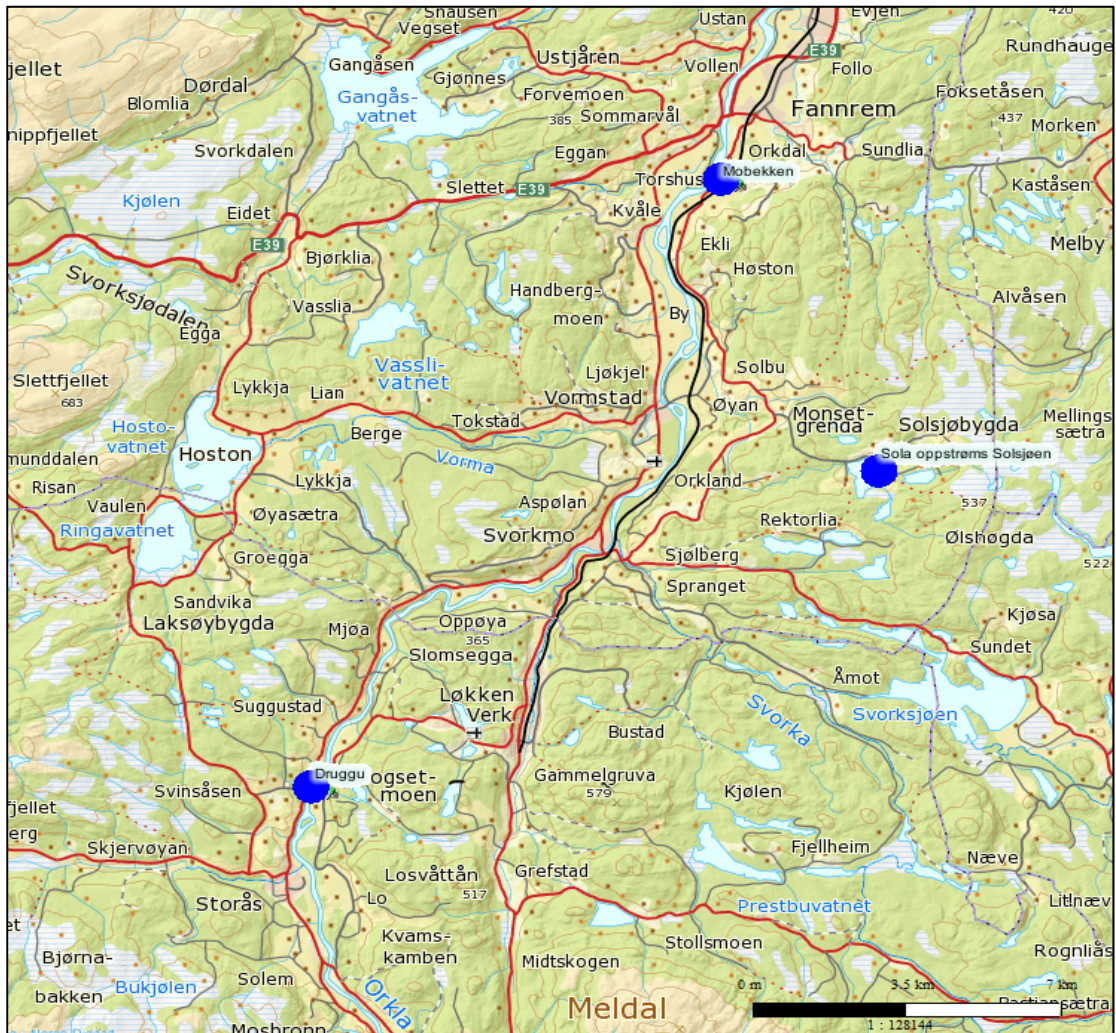 Snausen
Vegset
Ustan
Evjen
420
Gangåsen
Ustjåren
E39
Rundhauge
jellet
Gjønnes
Vollen
Follo
Dørdal
Gangås-
vatnet
Forvemoen
Foksetåsen
Blomlia
385
Sommarvål
Fannrem
437
nippfjellet
Morken
Svorkdalen
Eggan
Orkdal
Sundlia
Kjølen
Slettet
E39
Torshus
Mobekken
Kaståsen
Eidet
Kvåle
E39
Bjørklia
Ekli
Melby
Svorksjødalen
Høston
Vasslia
Handberg-
moen
Alvåsen
Egga
By
Vassli-
vatnet
Ljøkjel
Solbu
Slettfjellet
683
Lykkja
Lian
Vormstad
Øyan
Monset-
grenda
Solsjøbygda
Mellings
sætra
Hosto-
vatnet
Tokstad
Hoston
Berge
Vorma
Sola oppstrøms Solsjøen
munddalen
Lykkja
Orkland
Risan
Aspølan
537
Vaulen
Øyasætra
Rektorlia
Ringavatnet
Svorkmo
Ølshøgda
Groegga
Sjølberg
522
Spranget
Sandvika
Kjøsa
Laksøybygda
Oppøya
Mjøa
365
Sundet
Slomsegga
Åmot
Løkken
Verk
Suggustad
Svorka
Svorksjøen
Bustad
Druggu
ogset-
moen
Gammelgruva
579
Svinsåsen
Kjølen
fjellet
erg
Skjervøyan
Fjellheim
Næve
Losvåttån
517
Grefstad
Storås
Lo
Prestbuvatnet
Litlnæv
et
Kvams-
kamben
Stollsmoen
Bjørna-
bakken
Rognliås
Solem
Midtskogen
Bukjølen
Orkla
Meldal
0 m
3.5 km
7 km
1 : 128144